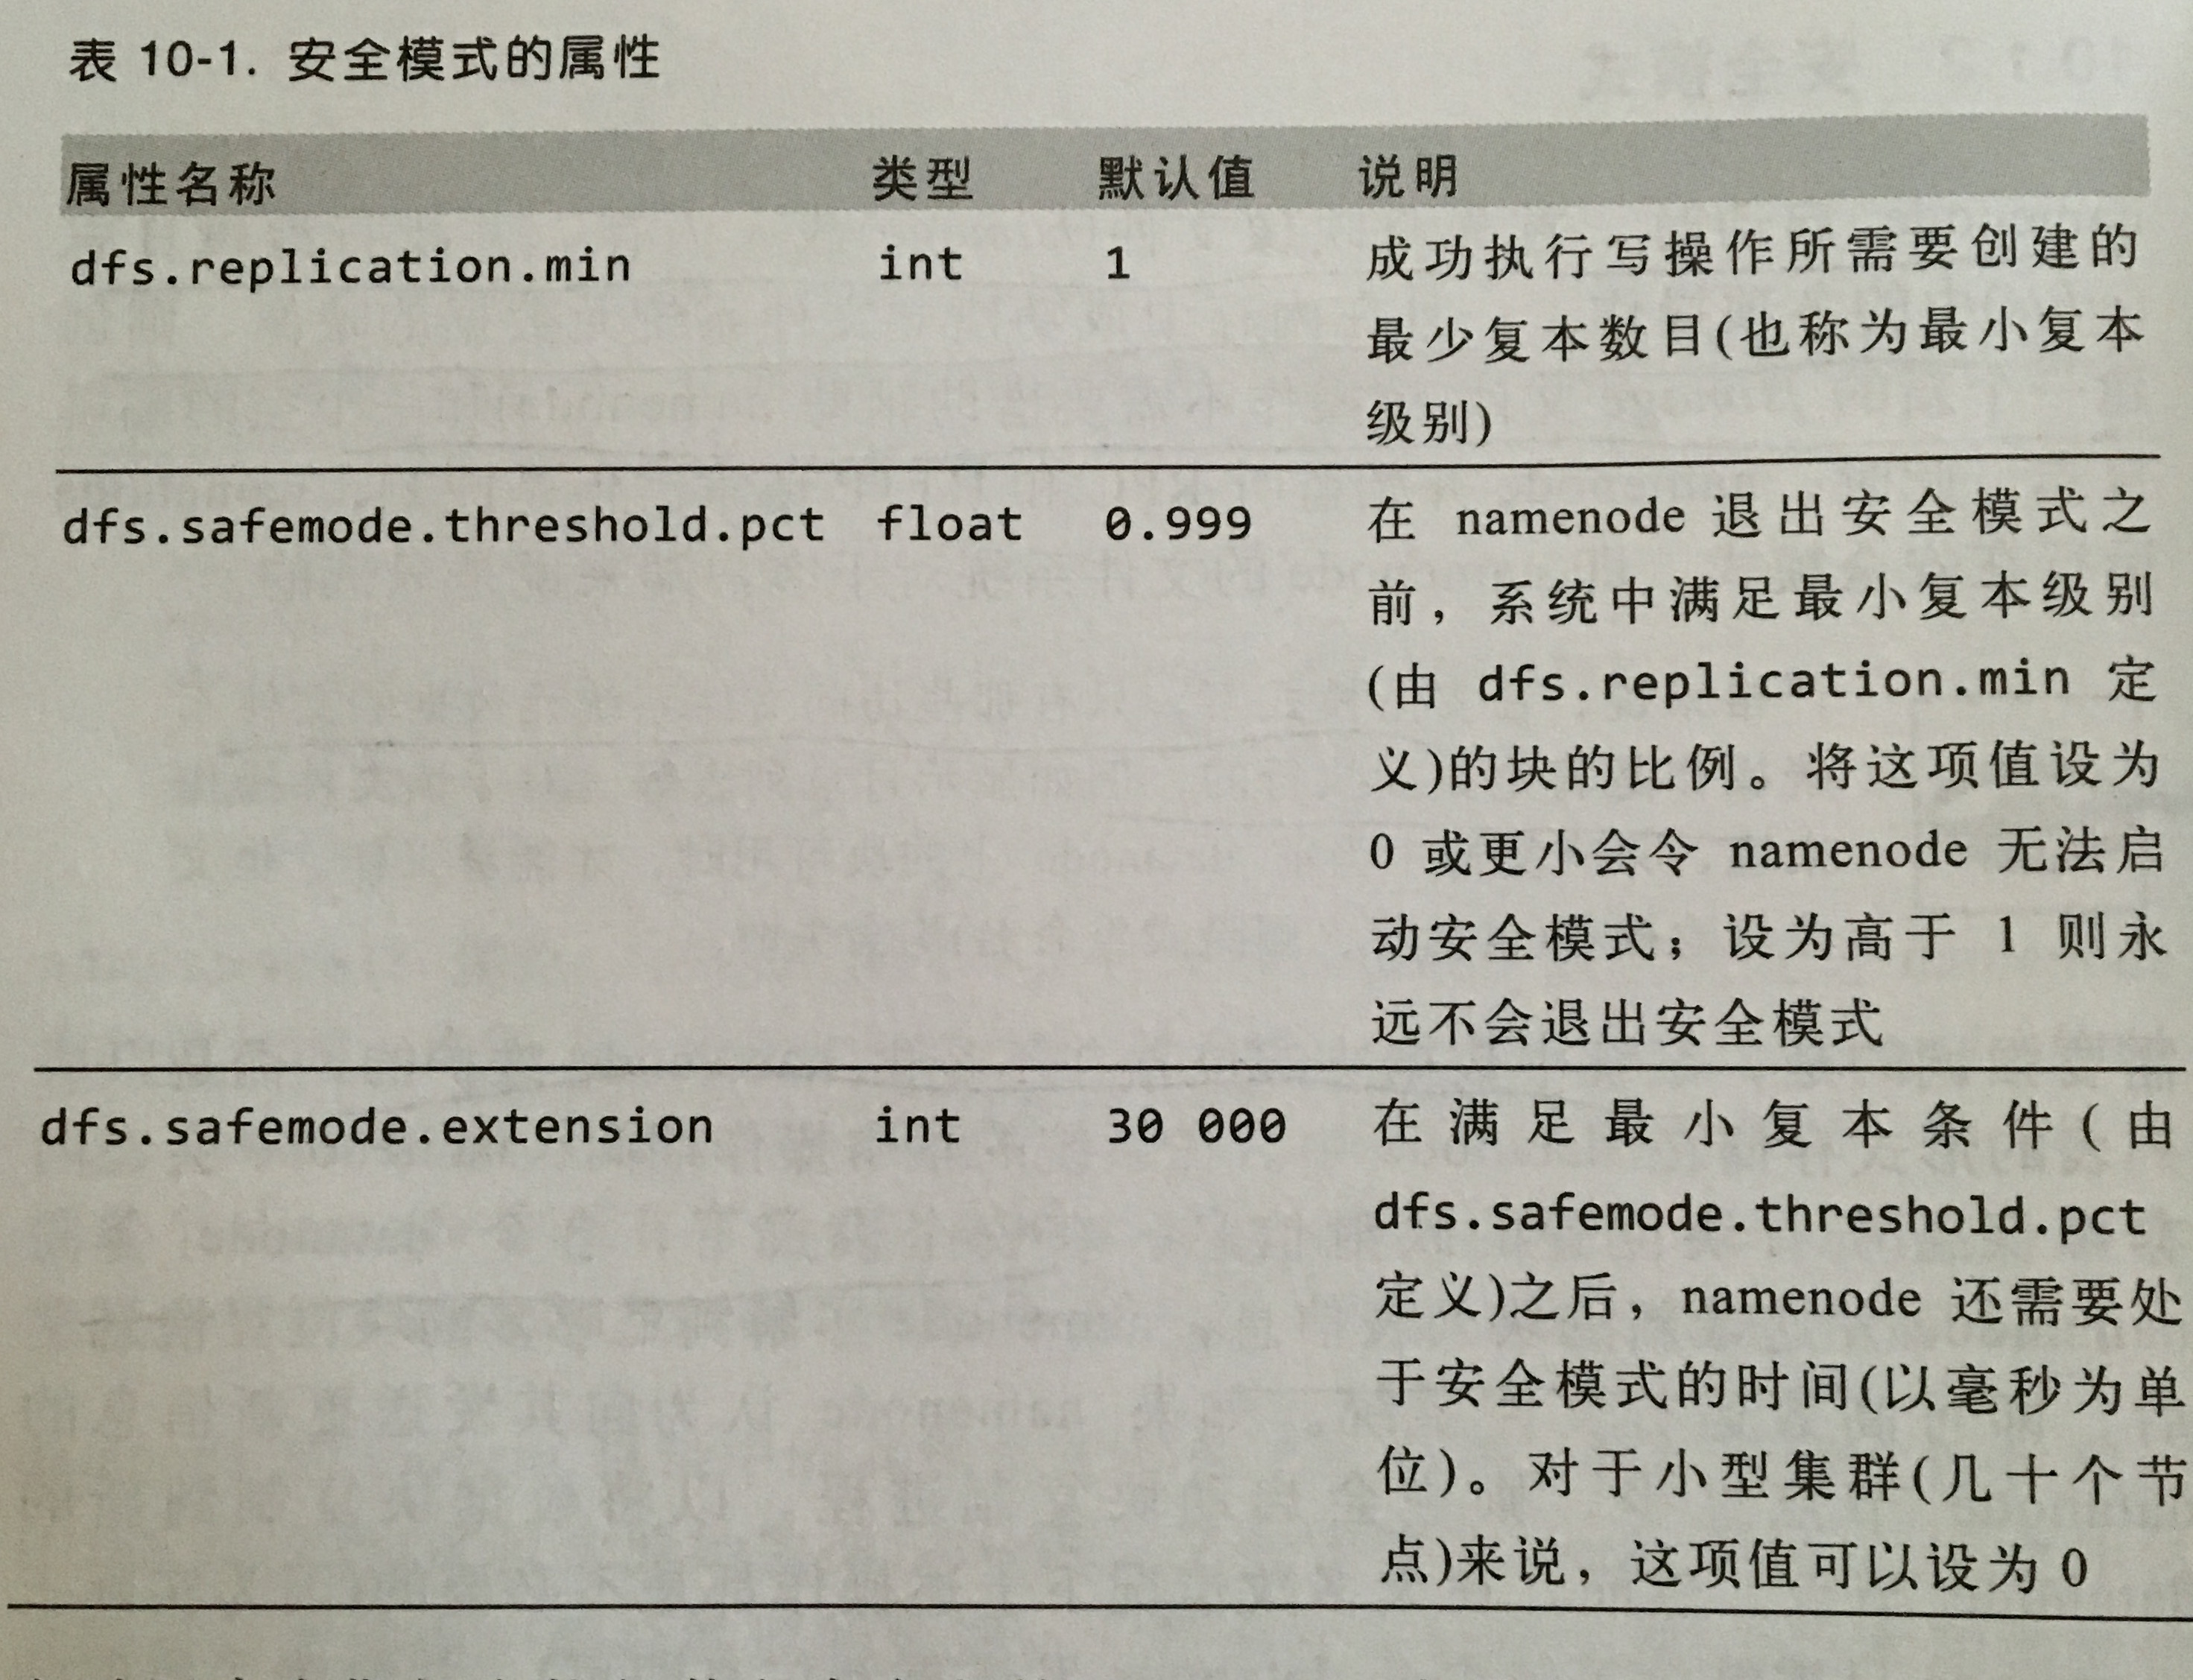 表 10-1. 安全模式的属性
属性名称 类型 默认值 说明
dfs.replication.min int 1 成功执行写操作所需要创建的
最少复本数目(也称为最小复本
级别)
dfs.safemode.threshold.pct float 0.999 在 namenode 退出安全模式之
前，系统中满足最小复本级别
(由 dfs.replication.min 定
义)的块的比例。将这项值设为
0 或更小会令 namenode 无法启
动安全模式；设为高于 1 则永
远不会退出安全模式
dfs.safemode.extension int 30 000 在满足最小复本条件(由
dfs.safemode.threshold.pct
定义)之后，namenode 还需要处
于安全模式的时间(以毫秒为单
位)。对于小型集群(几十个节
点)来说，这项值可以设为 0